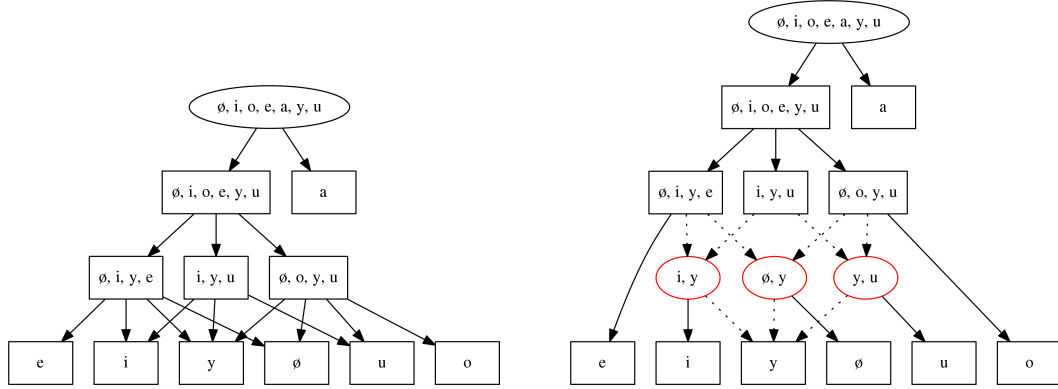 ø, i, o, e, a, y, u
ø, i, o, e, y, u
a
ø, i, y, e
i, y, u
ø, o, y, u
e
i
y
ø
u
o
ø, i, o, e, a, y, u
ø, i, o, e, y, u
a
ø, i, y, e
i, y, u
ø, o, y, u
i, y
ø, y
y, u
e
i
y
ø
u
o